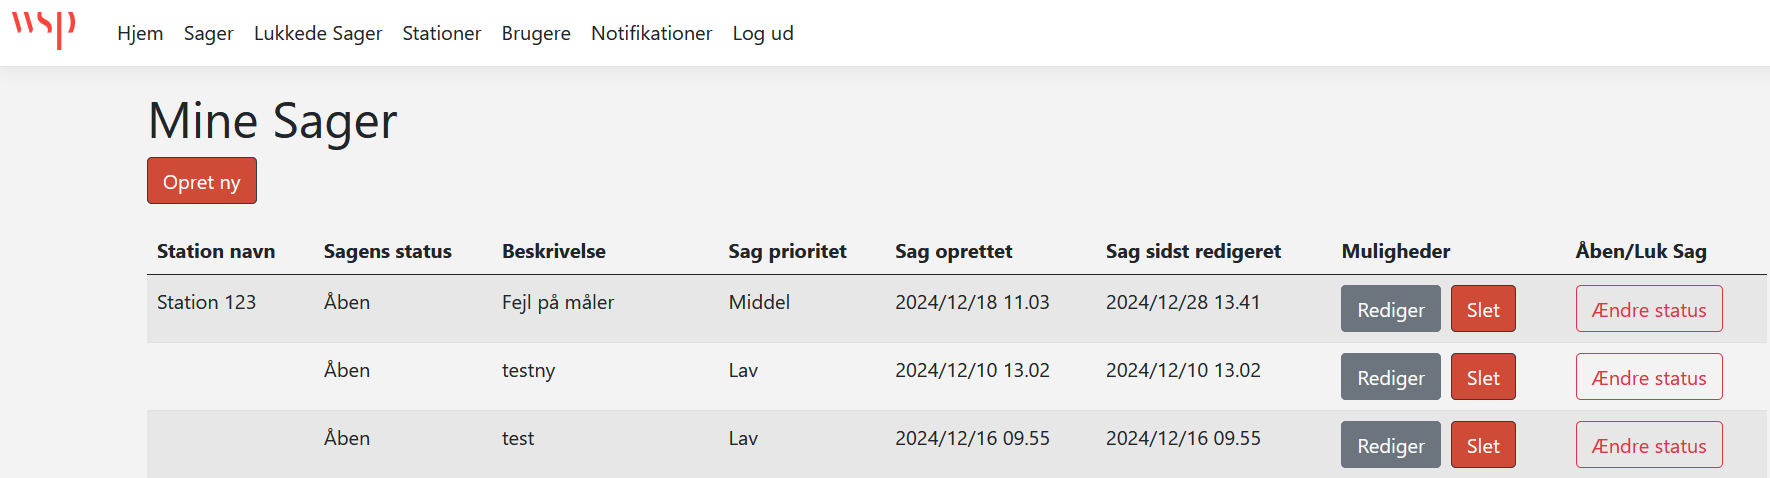 wsp Hjem Sager Lukkede Sager Stationer Brugere Notifikationer Log ud
Mine Sager
Opret ny
Station navn Sagens status Beskrivelse Sag prioritet Sag oprettet Sag sidst redigeret Muligheder Åben/Luk Sag
Station 123 Åben Fejl på måler Middel 2024/12/18 11.03 2024/12/28 13.41 Rediger Slet Ændre status
Åben testny Lav 2024/12/10 13.02 2024/12/10 13.02 Rediger Slet Ændre status
Åben test Lav 2024/12/16 09.55 2024/12/16 09.55 Rediger Slet Ændre status